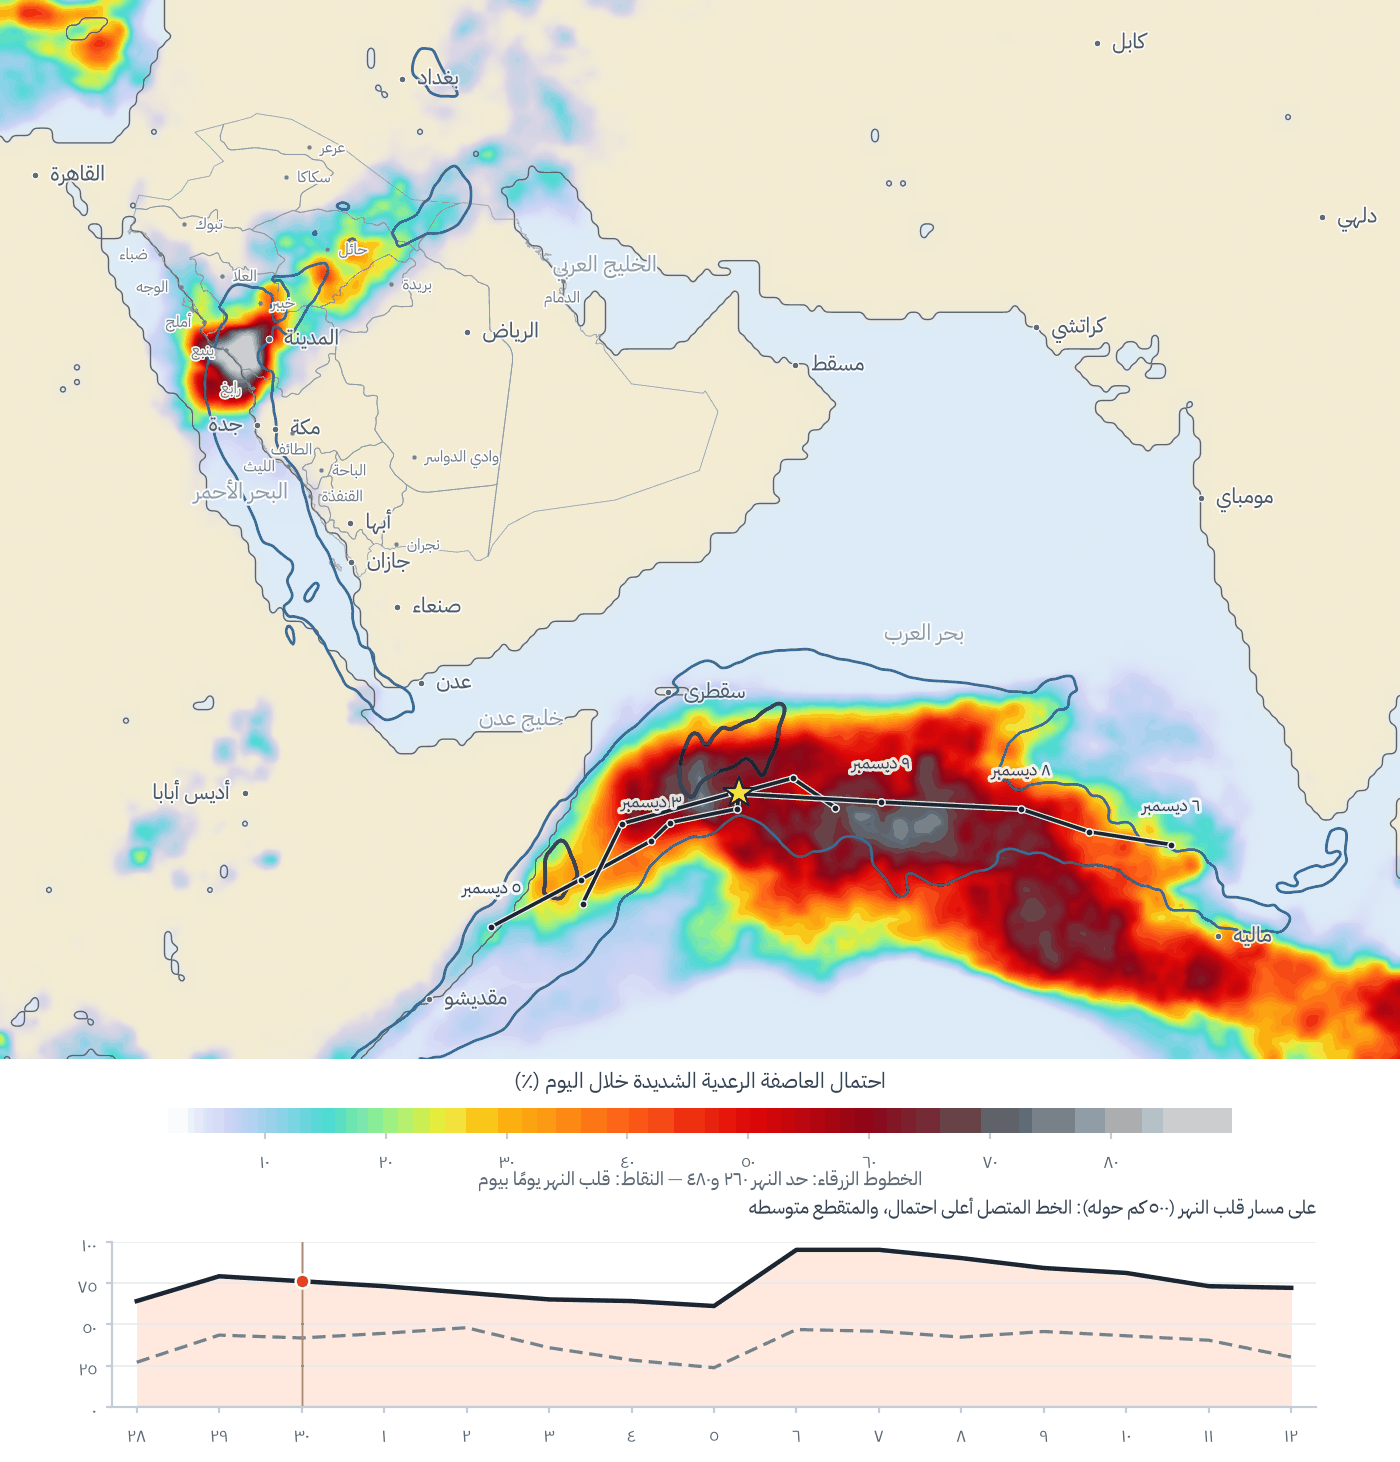 كابل
بغداد
عرعر
القاهرة
سكاكا
دلهي
تبوك
ضباء
حائل
الخليج العربي
العلا
الوجه
بريدة
الدمام
خيبر
أملج
كراتشي
الرياض
المدينة
ينبع
مسقط
رابغ
جدة
مكة
الطائف
وادي الدواسر
الليث
الباحة
البحر الأحمر
القنفذة
مومباي
أبها
نجران
جازان
صنعاء
بحر العرب
عدن
سقطرى
خليج عدن
٩ ديسمبر
٨ ديسمبر
أديس أبابا
٣ ديسمبر
٦ ديسمبر
٥ ديسمبر
ماليه
مقديشو
احتمال العاصفة الرعدية الشديدة خلال اليوم (٪)
١٠ ٢٠ ٣٠ ٤٠ ٥٠ ٦٠ ٧٠ ٨٠
الخطوط الزرقاء: حد النهر ٢٦٠ و٤٨٠ — النقاط: قلب النهر يومًا بيوم
على مسار قلب النهر (٥٠٠ كم حوله): الخط المتصل أعلى احتمال، والمتقطع متوسطه
١٠٠
٧٥
٥٠
٢٥
٠
٢٨ ٢٩ ٣٠ ١ ٢ ٣ ٤ ٥ ٦ ٧ ٨ ٩ ١٠ ١١ ١٢